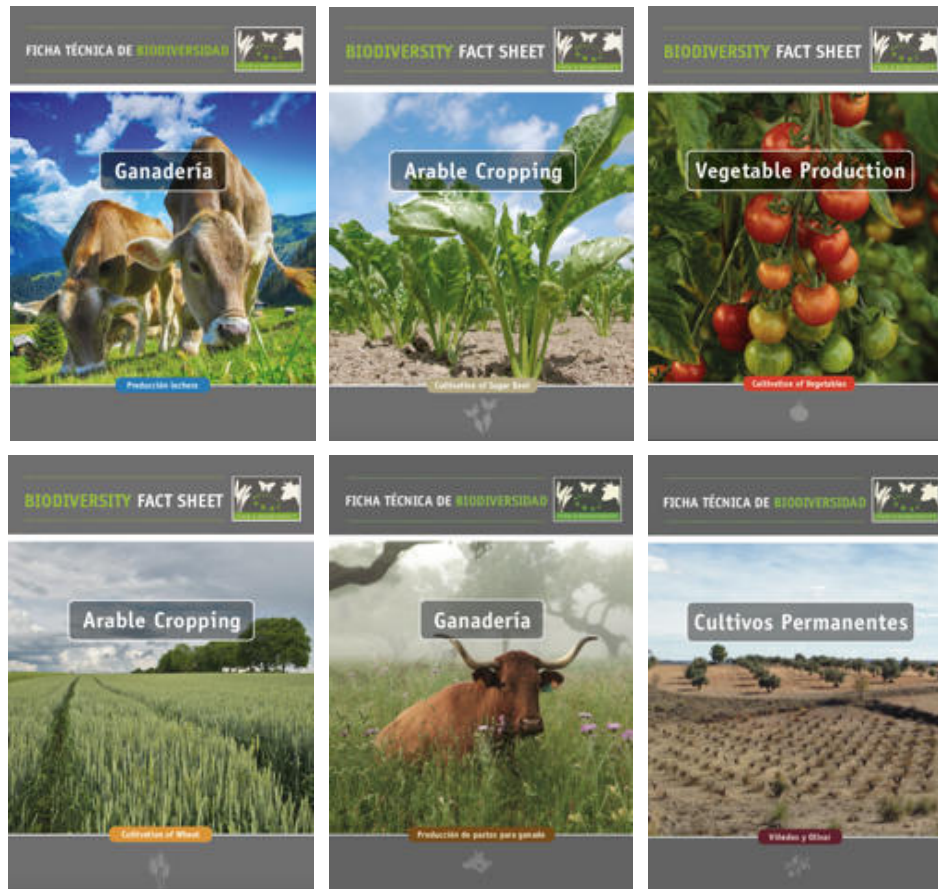 FICHA TÉCNICA DE BIODIVERSIDAD
Ganadería
Producción lechera
BIODIVERSITY FACT SHEET
Arable Cropping
Cultivation of Sugar Beet
BIODIVERSITY FACT SHEET
Vegetable Production
Cultivation of Vegetables
BIODIVERSITY FACT SHEET
Arable Cropping
Cultivation of Wheat
FICHA TÉCNICA DE BIODIVERSIDAD
Ganadería
Producción de pastos para ganado
FICHA TÉCNICA DE BIODIVERSIDAD
Cultivos Permanentes
Viñedos y Olivar